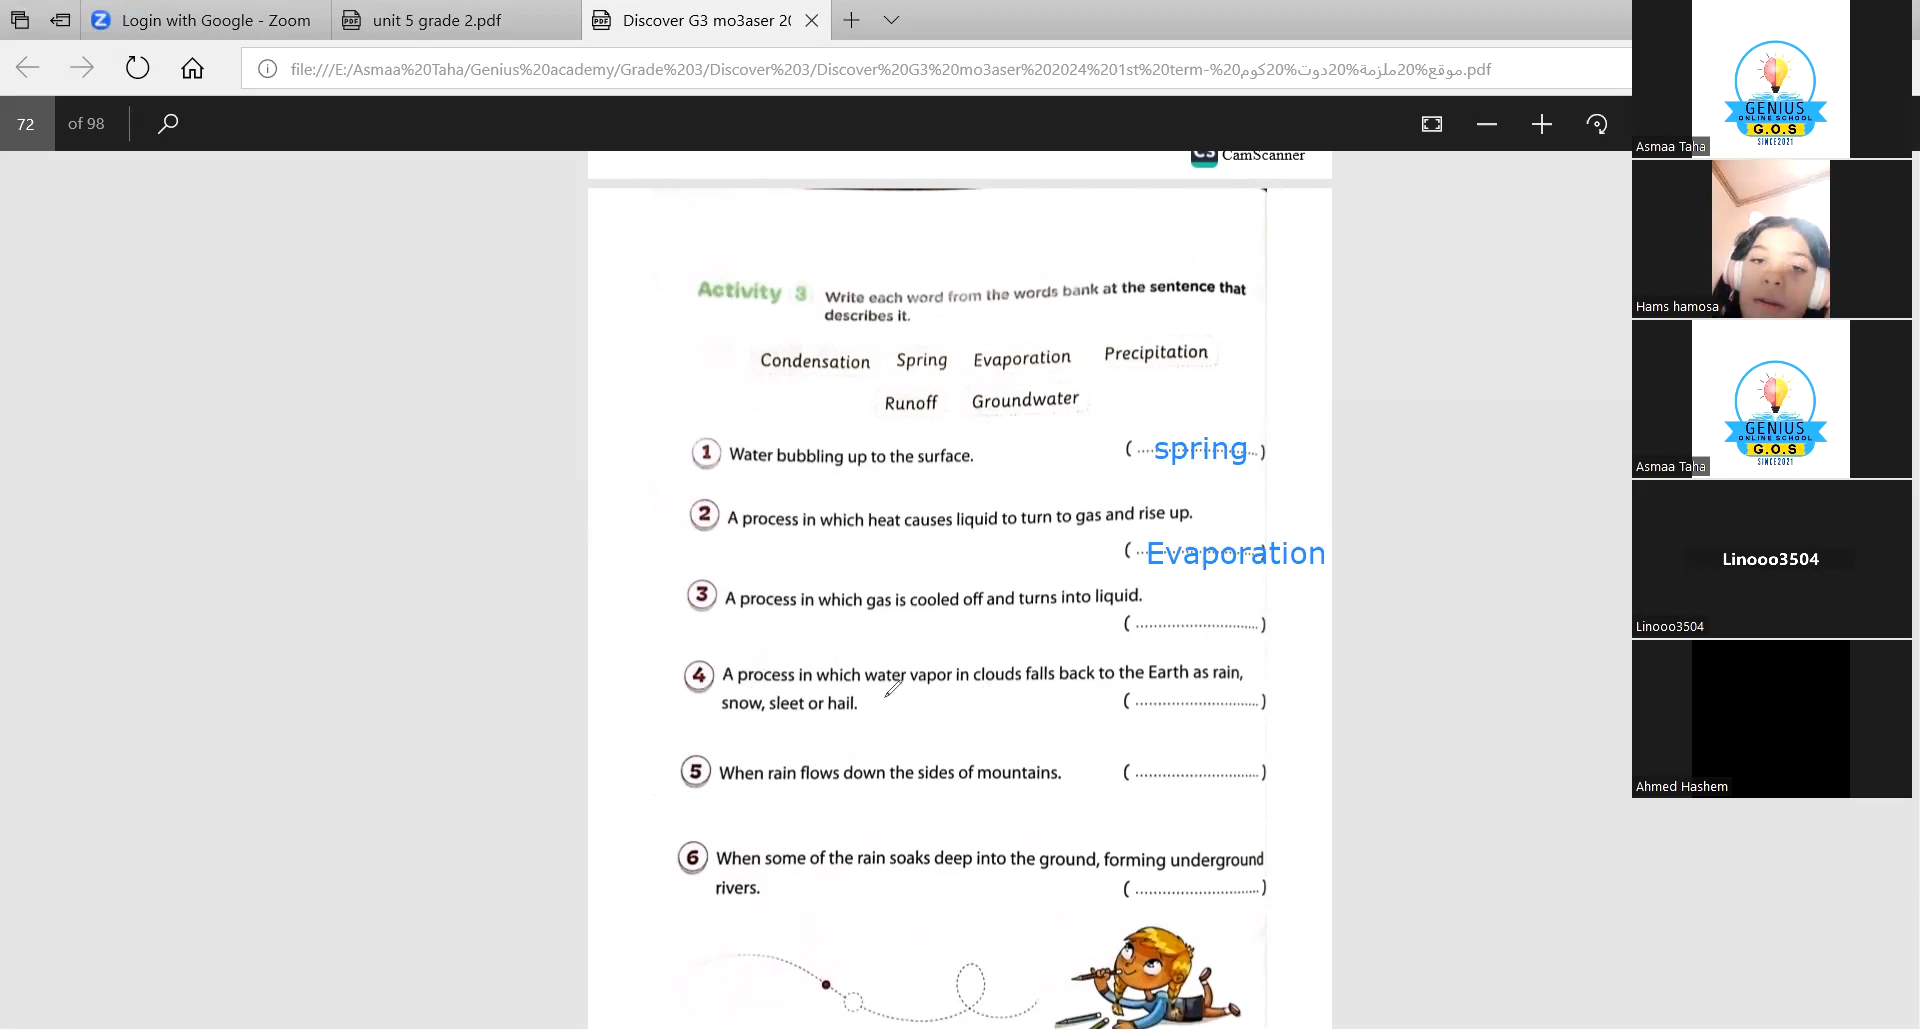 Login with Google - Zoom
unit 5 grade 2.pdf
Discover G3 mo3aser 20
file:///E:/Asmaa%20Taha/Genius%20academy/Grade%203/Discover%203/Discover%20G3%20mo3aser%202024%201st%20term-%20موقع%20ملزمة%20دوت%20كوم.pdf
72 of 98
CS CamScanner
Activity 3 Write each word from the words bank at the sentence that
describes it.
Condensation Spring Evaporation Precipitation
Runoff Groundwater
1 Water bubbling up to the surface. (spring)
2 A process in which heat causes liquid to turn to gas and rise up.
(Evaporation
3 A process in which gas is cooled off and turns into liquid.
(..............................)
4 A process in which water vapor in clouds falls back to the Earth as rain,
snow, sleet or hail. (..............................)
5 When rain flows down the sides of mountains. (..............................)
6 When some of the rain soaks deep into the ground, forming underground
rivers. (..............................)
GENIUS
ONLINE SCHOOL
G.O.S
SINCE2021
Asmaa Taha
Hams hamosa
GENIUS
ONLINE SCHOOL
G.O.S
SINCE2021
Asmaa Taha
Linooo3504
Linooo3504
Ahmed Hashem